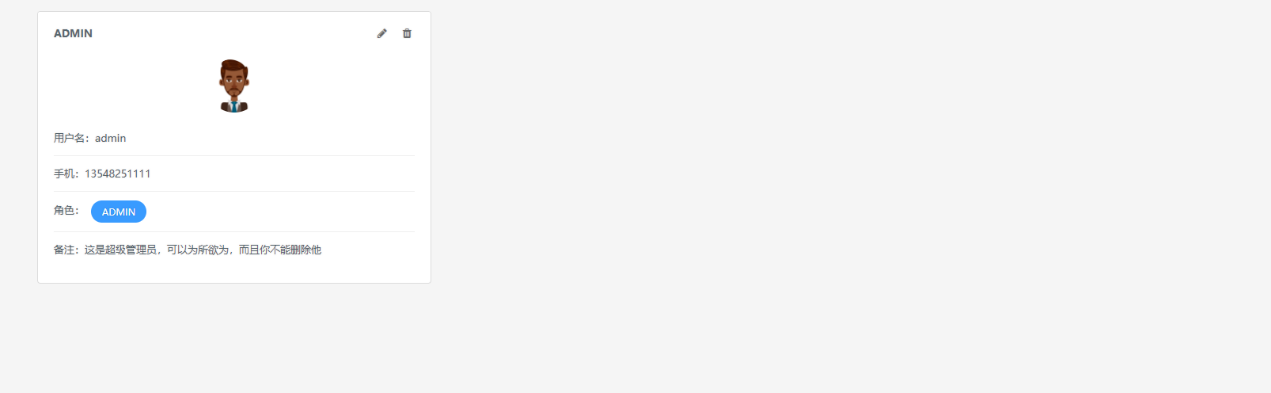 ADMIN
用户名：admin
手机：13548251111
角色： ADMIN
备注：这是超级管理员，可以为所欲为，而且你不能删除他